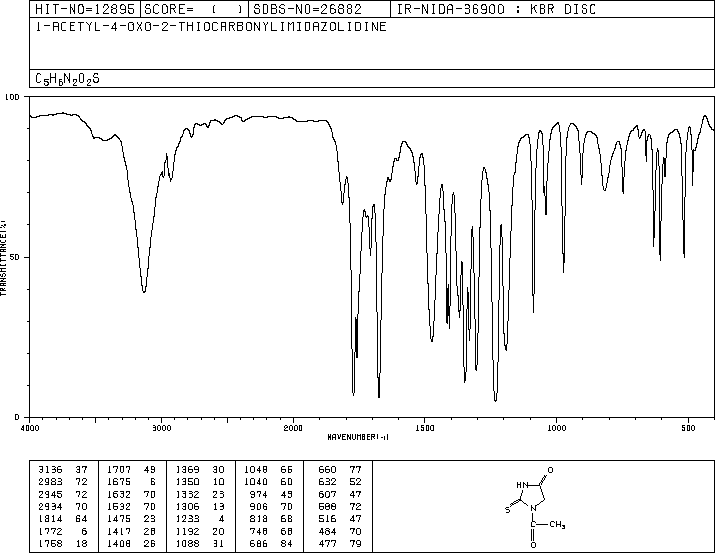 HIT-NO=12895 SCORE= ( ) SDBS-NO=26882 IR-NIDA-36900 : KBR DISC
1-ACETYL-4-OXO-2-THIOCARBONYLIMIDAZOLIDINE
C5H6N2O2S
100
50
0
TRANSMITTANCE(%)
4000 3000 2000 1500 1000 500
WAVENUMBER(-1)
3136 37 1707 49 1369 30 1048 66 660 77
2983 72 1675 6 1350 10 1040 60 632 52
2945 72 1632 70 1332 23 974 43 607 47
2934 70 1532 70 1306 13 906 70 588 72
1814 64 1475 23 1233 4 818 68 516 47
1772 6 1417 28 1192 20 748 68 484 70
1758 18 1408 26 1088 31 686 84 477 79
O
HN
S
N
C—CH3
O